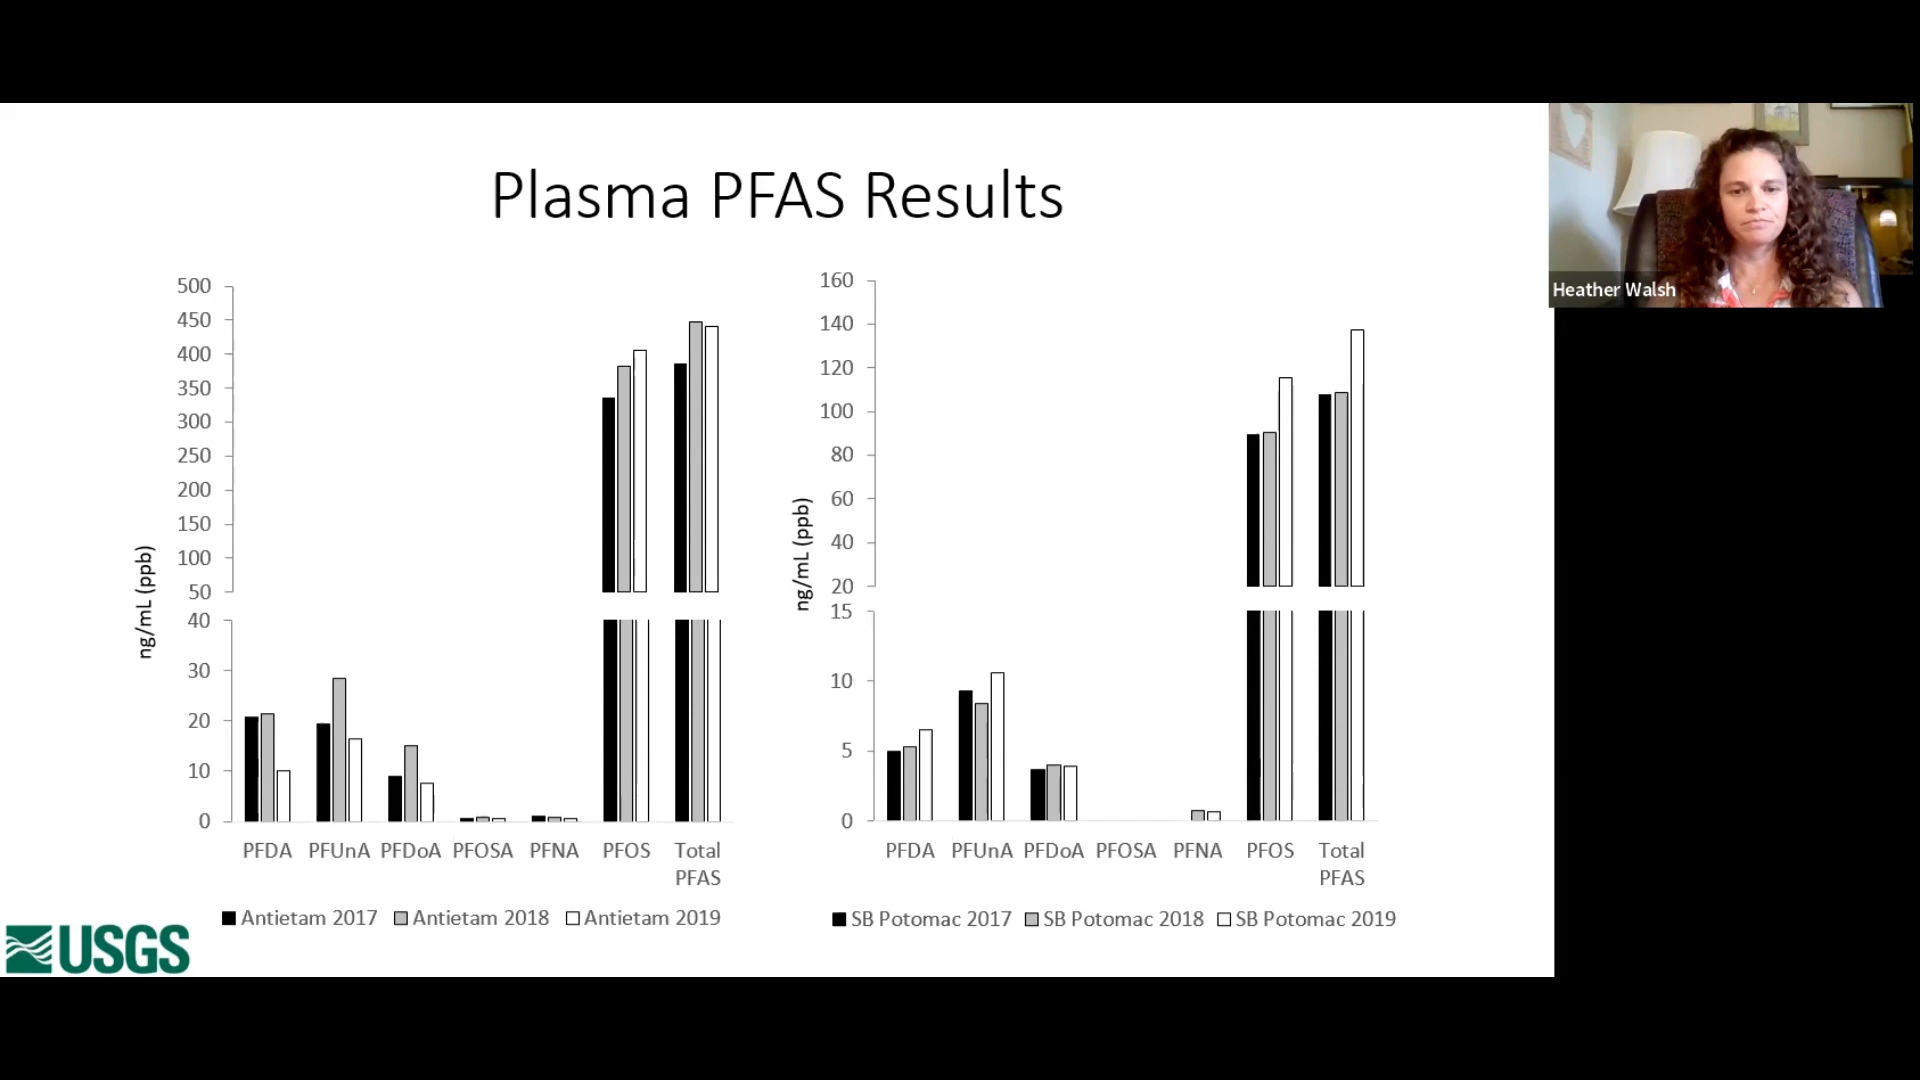 Plasma PFAS Results
Heather Walsh
500
450
400
350
300
250
200
150
100
50
40
30
20
10
0
ng/mL (ppb)
PFDA PFUnA PFDoA PFOSA PFNA PFOS Total
PFAS
Antietam 2017 Antietam 2018 Antietam 2019
160
140
120
100
80
60
40
20
15
10
5
0
ng/mL (ppb)
PFDA PFUnA PFDoA PFOSA PFNA PFOS Total
PFAS
SB Potomac 2017 SB Potomac 2018 SB Potomac 2019
USGS